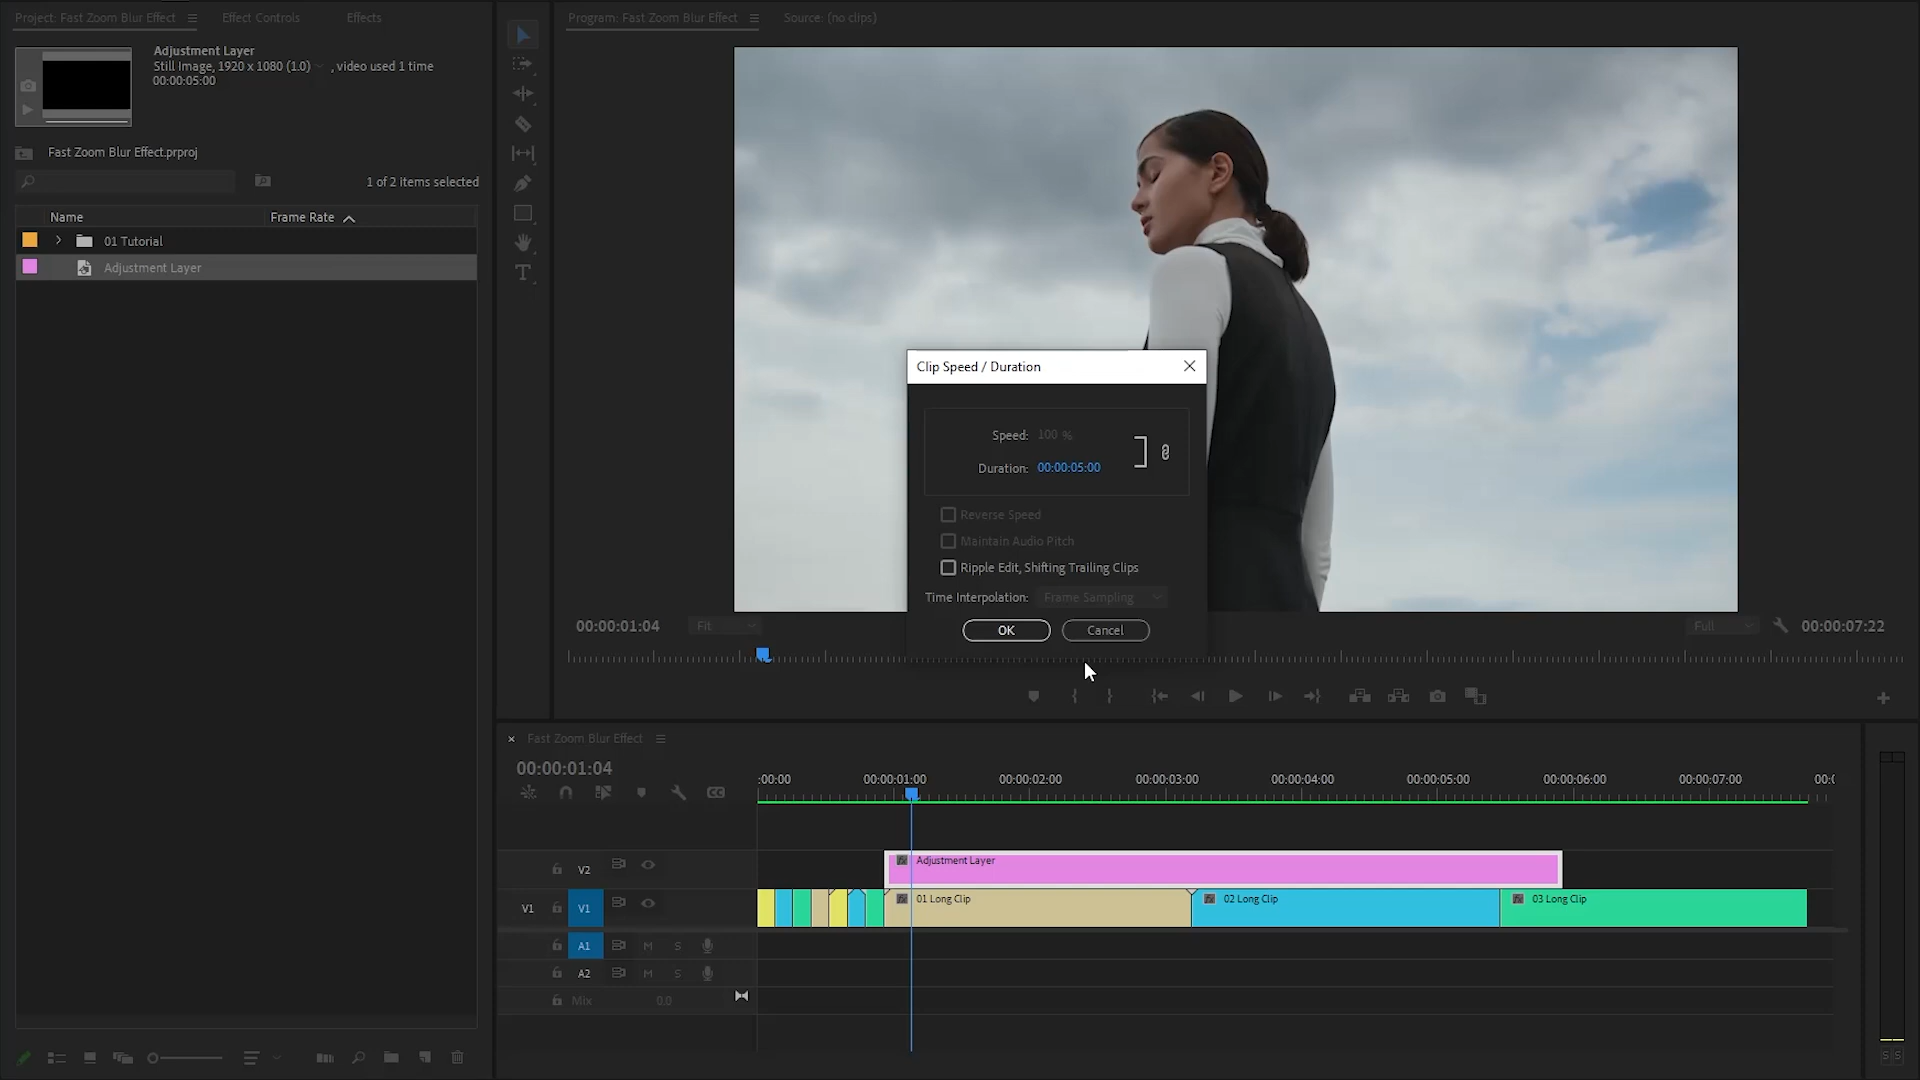 Project: Fast Zoom Blur Effect
Effect Controls
Effects
Adjustment Layer
Still Image, 1920 x 1080 (1.0) , video used 1 time
00:00:05:00
Fast Zoom Blur Effect.prproj
1 of 2 items selected
Name
Frame Rate
01 Tutorial
Adjustment Layer
Program: Fast Zoom Blur Effect
Source: (no clips)
Clip Speed / Duration
Speed: 100 %
Duration: 00:00:05:00
Reverse Speed
Maintain Audio Pitch
Ripple Edit, Shifting Trailing Clips
Time Interpolation: Frame Sampling
OK
Cancel
00:00:01:04
Fit
Full
00:00:07:22
Fast Zoom Blur Effect
00:00:01:04
:00:00
00:00:01:00
00:00:02:00
00:00:03:00
00:00:04:00
00:00:05:00
00:00:06:00
00:00:07:00
00:0
V2
Adjustment Layer
V1
V1
01 Long Clip
02 Long Clip
03 Long Clip
A1
M
S
A2
M
S
Mix
0.0
S S